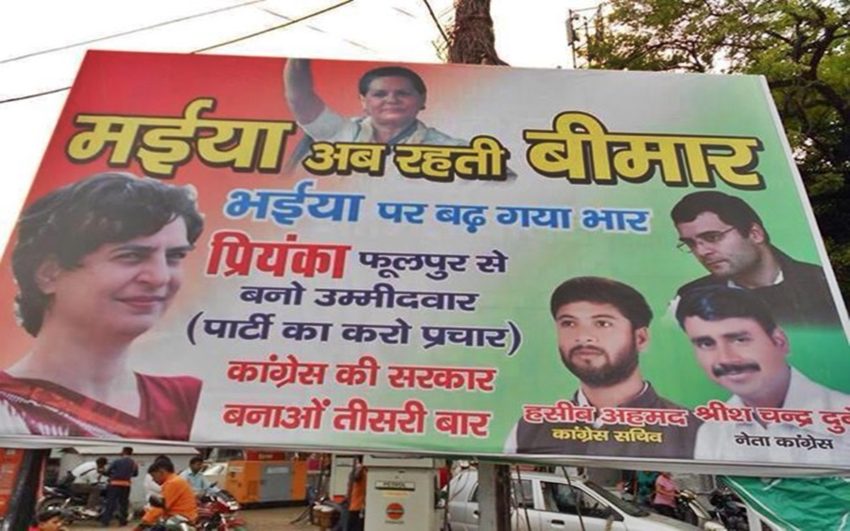 मईया अब रहती बीमार
भईया पर बढ़ गया भार
प्रियंका फूलपुर से
बनो उम्मीदवार
(पार्टी का करो प्रचार)
कांग्रेस की सरकार
बनाओं तीसरी बार
हसीब अहमद
कांग्रेस सचिव
श्रीश चन्द्र
नेता कांग्रेस
PETROL